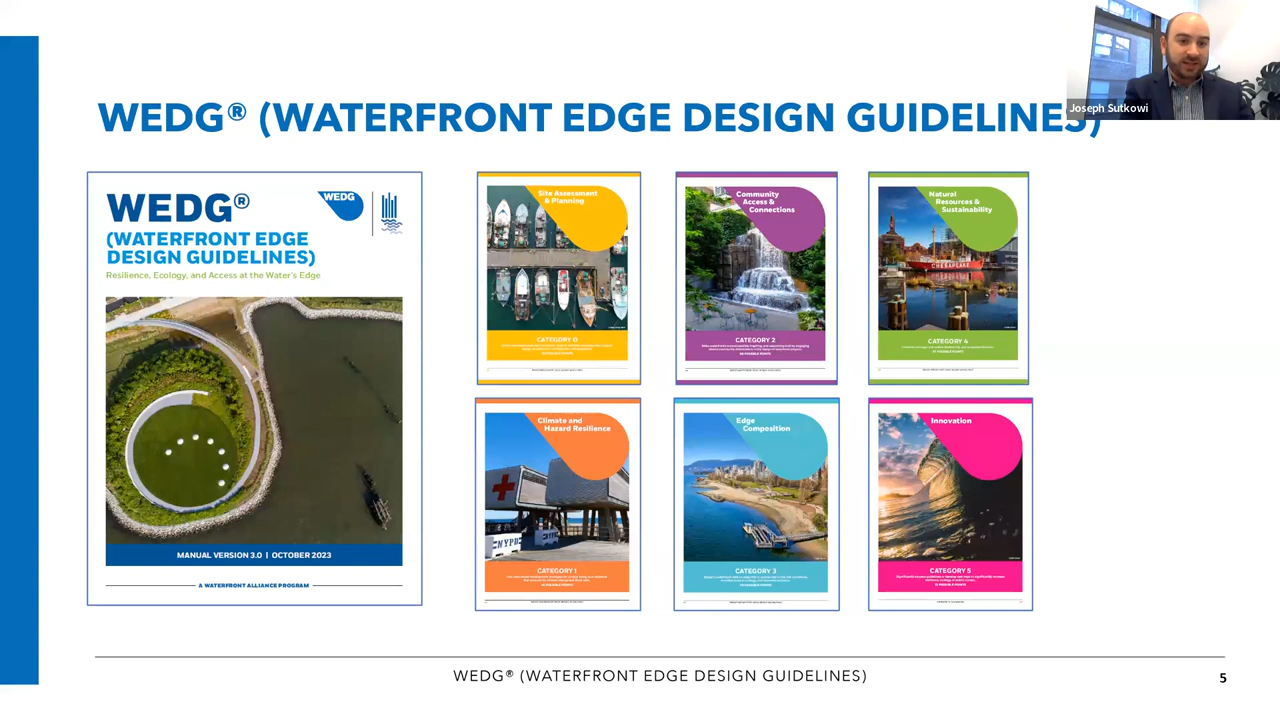 Joseph Sutkowi
WEDG® (WATERFRONT EDGE DESIGN GUIDELINES)
WEDG®
WEDG
(WATERFRONT EDGE
DESIGN GUIDELINES)
Resilience, Ecology, and Access at the Water's Edge
MANUAL VERSION 3.0 | OCTOBER 2023
A WATERFRONT ALLIANCE PROGRAM
Site Assessment
& Planning
CATEGORY 0
Community
Access &
Connections
CATEGORY 2
Natural
Resources &
Sustainability
CHESAPEAKE
CATEGORY 4
Climate and
Hazard Resilience
NYPD
CATEGORY 1
Edge
Composition
CATEGORY 3
Innovation
CATEGORY 5
WEDG® (WATERFRONT EDGE DESIGN GUIDELINES)
5